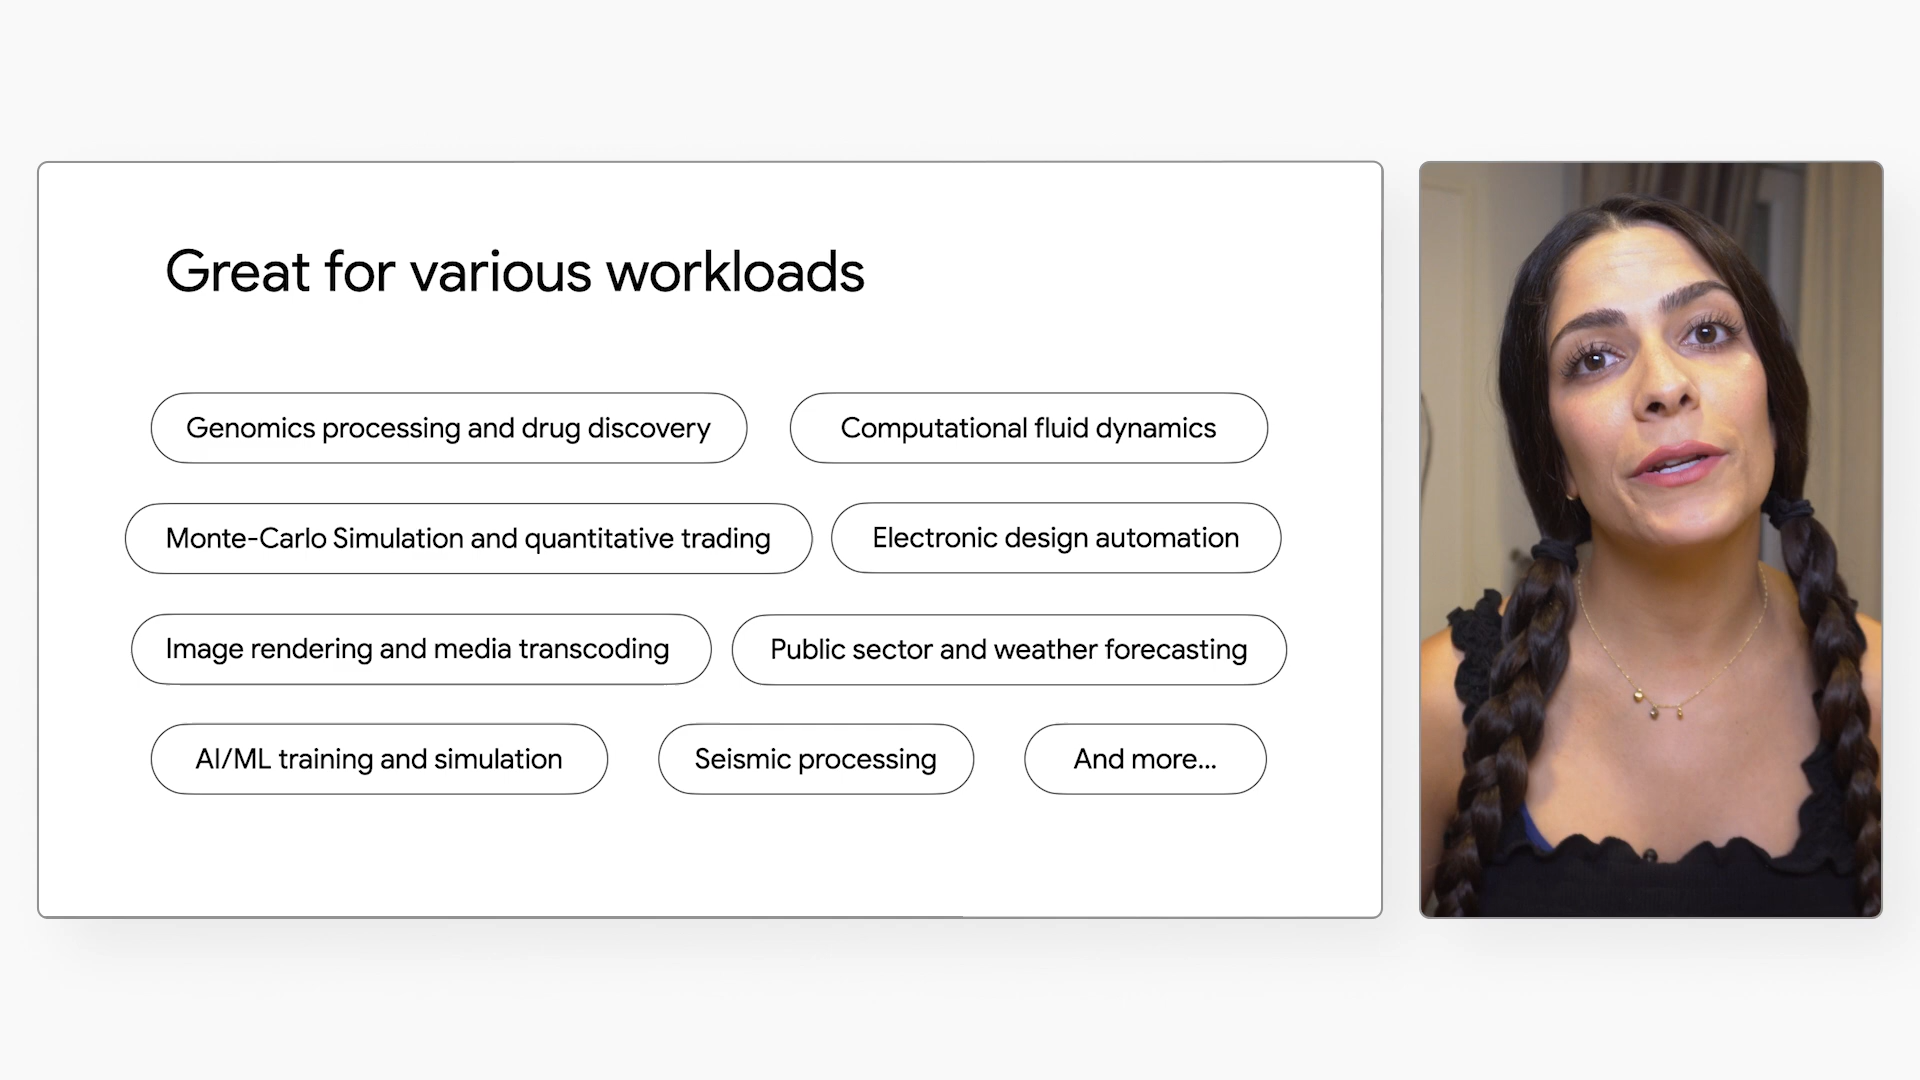 Great for various workloads
Genomics processing and drug discovery
Computational fluid dynamics
Monte-Carlo Simulation and quantitative trading
Electronic design automation
Image rendering and media transcoding
Public sector and weather forecasting
AI/ML training and simulation
Seismic processing
And more...